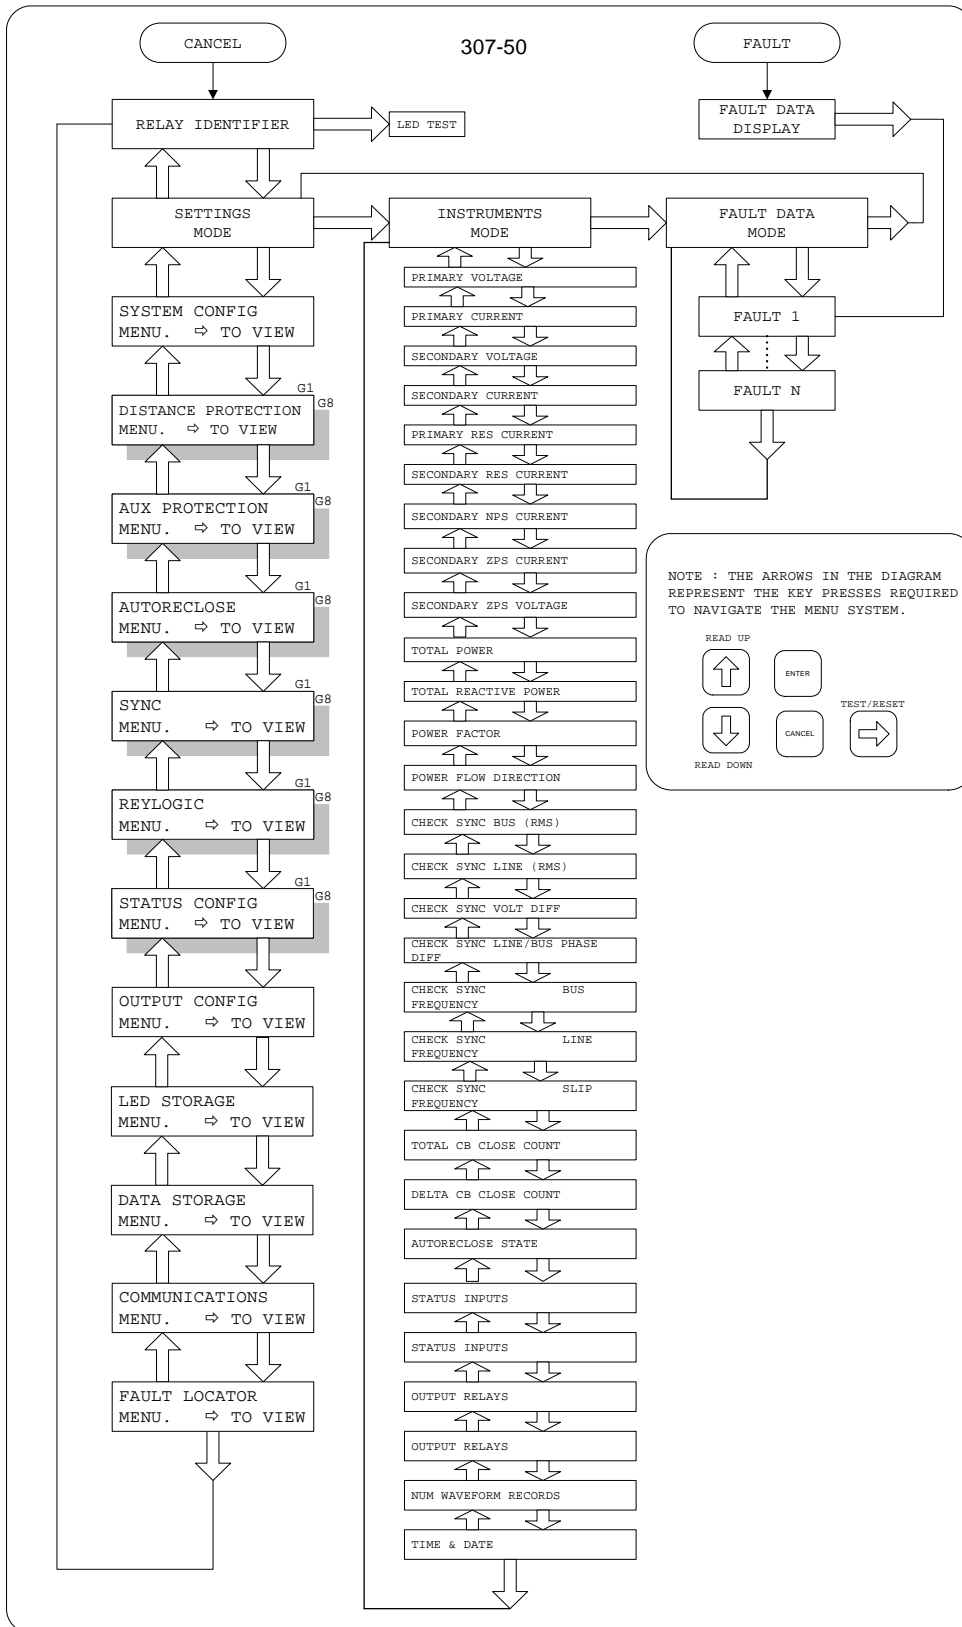 CANCEL
307-50
FAULT
RELAY IDENTIFIER
LED TEST
FAULT DATA
DISPLAY
SETTINGS
MODE
INSTRUMENTS
MODE
FAULT DATA
MODE
SYSTEM CONFIG
MENU. ⇨ TO VIEW
G1
G8
DISTANCE PROTECTION
MENU. ⇨ TO VIEW
G1
G8
AUX PROTECTION
MENU. ⇨ TO VIEW
G1
G8
AUTORECLOSE
MENU. ⇨ TO VIEW
G1
G8
SYNC
MENU. ⇨ TO VIEW
G1
G8
REYLOGIC
MENU. ⇨ TO VIEW
G1
G8
STATUS CONFIG
MENU. ⇨ TO VIEW
OUTPUT CONFIG
MENU. ⇨ TO VIEW
LED STORAGE
MENU. ⇨ TO VIEW
DATA STORAGE
MENU. ⇨ TO VIEW
COMMUNICATIONS
MENU. ⇨ TO VIEW
FAULT LOCATOR
MENU. ⇨ TO VIEW
PRIMARY VOLTAGE
PRIMARY CURRENT
SECONDARY VOLTAGE
SECONDARY CURRENT
PRIMARY RES CURRENT
SECONDARY RES CURRENT
SECONDARY NPS CURRENT
SECONDARY ZPS CURRENT
SECONDARY ZPS VOLTAGE
TOTAL POWER
TOTAL REACTIVE POWER
POWER FACTOR
POWER FLOW DIRECTION
CHECK SYNC BUS (RMS)
CHECK SYNC LINE (RMS)
CHECK SYNC VOLT DIFF
CHECK SYNC LINE/BUS PHASE
DIFF
CHECK SYNC BUS
FREQUENCY
CHECK SYNC LINE
FREQUENCY
CHECK SYNC SLIP
FREQUENCY
TOTAL CB CLOSE COUNT
DELTA CB CLOSE COUNT
AUTORECLOSE STATE
STATUS INPUTS
STATUS INPUTS
OUTPUT RELAYS
OUTPUT RELAYS
NUM WAVEFORM RECORDS
TIME & DATE
FAULT 1
FAULT N
NOTE : THE ARROWS IN THE DIAGRAM
REPRESENT THE KEY PRESSES REQUIRED
TO NAVIGATE THE MENU SYSTEM.
READ UP
ENTER
TEST/RESET
CANCEL
READ DOWN